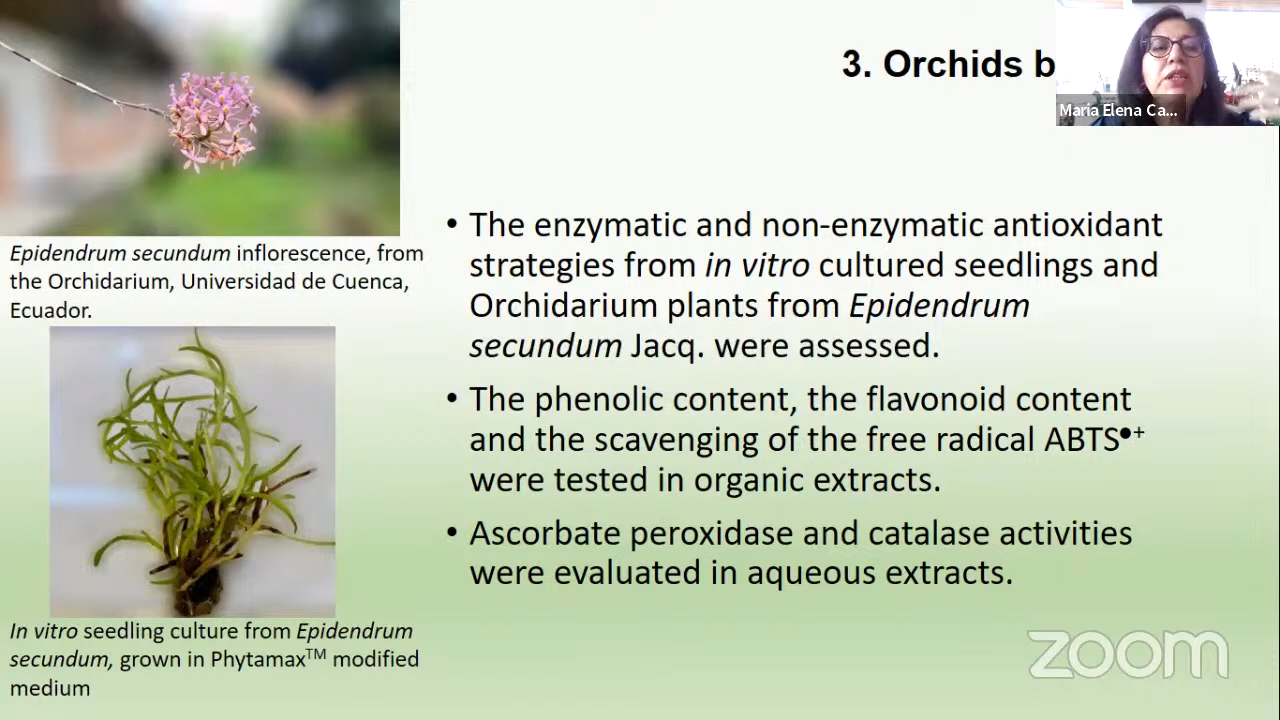 3. Orchids b
Maria Elena Ca...
Epidendrum secundum inflorescence, from
the Orchidarium, Universidad de Cuenca,
Ecuador.
In vitro seedling culture from Epidendrum
secundum, grown in Phytamax™ modified
medium
• The enzymatic and non-enzymatic antioxidant
strategies from in vitro cultured seedlings and
Orchidarium plants from Epidendrum
secundum Jacq. were assessed.
• The phenolic content, the flavonoid content
and the scavenging of the free radical ABTS•+
were tested in organic extracts.
• Ascorbate peroxidase and catalase activities
were evaluated in aqueous extracts.
zoom